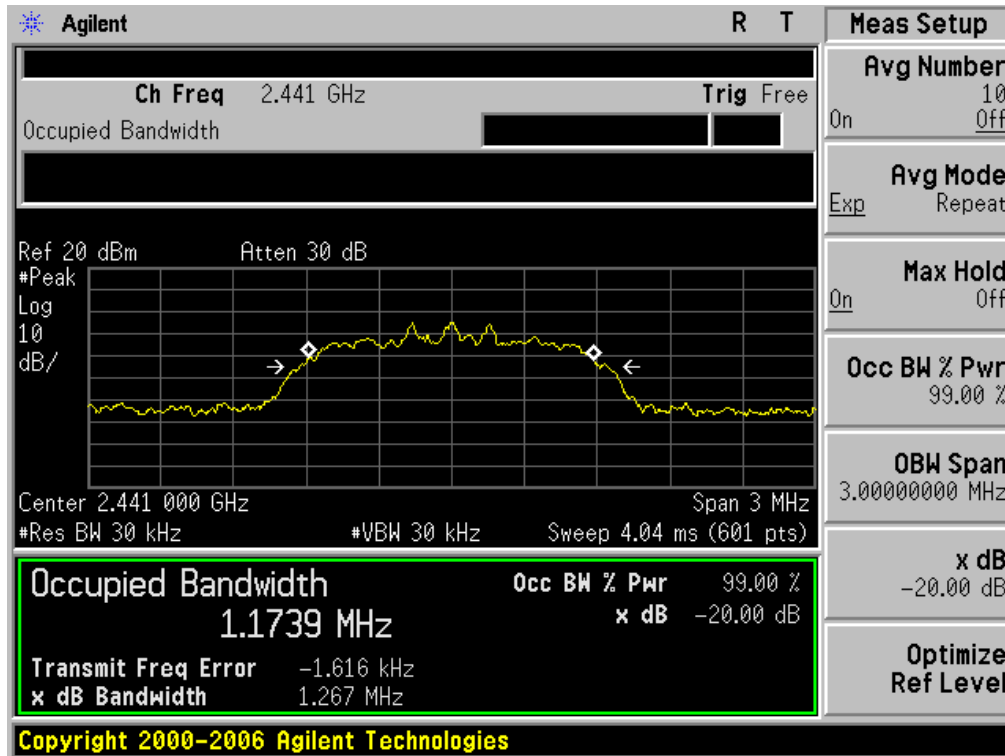 Agilent R T
Meas Setup
Ch Freq 2.441 GHz Trig Free
Occupied Bandwidth
Ref 20 dBm Atten 30 dB
#Peak
Log
10
dB/
Center 2.441 000 GHz Span 3 MHz
#Res BW 30 kHz #VBW 30 kHz Sweep 4.04 ms (601 pts)
Occupied Bandwidth Occ BW % Pwr 99.00 %
1.1739 MHz x dB -20.00 dB
Transmit Freq Error -1.616 kHz
x dB Bandwidth 1.267 MHz
Copyright 2000-2006 Agilent Technologies
Avg Number
10
On Off
Avg Mode
Exp Repeat
Max Hold
On Off
Occ BW % Pwr
99.00 %
OBW Span
3.00000000 MHz
x dB
-20.00 dB
Optimize
Ref Level